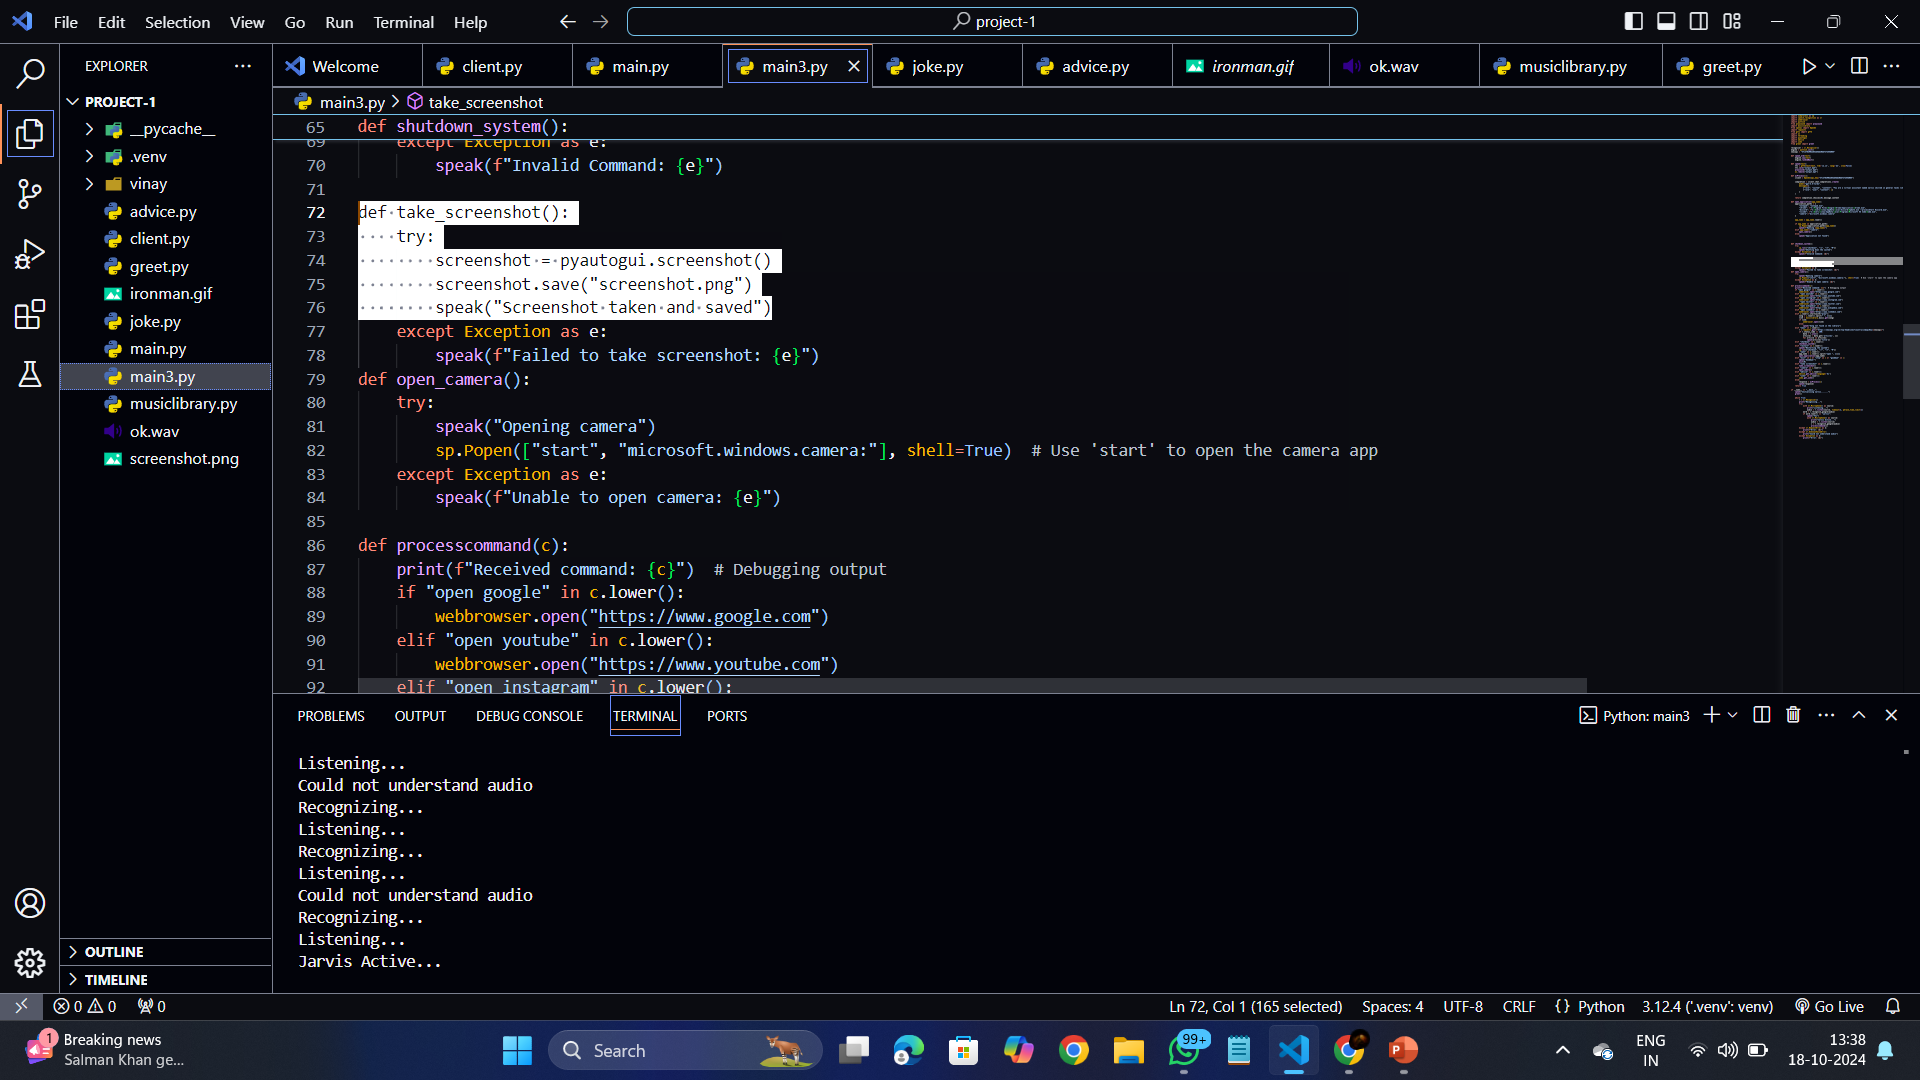 File Edit Selection View Go Run Terminal Help
project-1
EXPLORER
Welcome
client.py
main.py
main3.py
joke.py
advice.py
ironman.gif
ok.wav
musiclibrary.py
greet.py
PROJECT-1
__pycache__
.venv
vinay
advice.py
client.py
greet.py
ironman.gif
joke.py
main.py
main3.py
musiclibrary.py
ok.wav
screenshot.png
OUTLINE
TIMELINE
main3.py > take_screenshot
65 def shutdown_system():
69 except Exception as e:
70 speak(f"Invalid Command: {e}")
71
72 def take_screenshot():
73 try:
74 screenshot = pyautogui.screenshot()
75 screenshot.save("screenshot.png")
76 speak("Screenshot taken and saved")
77 except Exception as e:
78 speak(f"Failed to take screenshot: {e}")
79 def open_camera():
80 try:
81 speak("Opening camera")
82 sp.Popen(["start", "microsoft.windows.camera:"], shell=True)  # Use 'start' to open the camera app
83 except Exception as e:
84 speak(f"Unable to open camera: {e}")
85
86 def processcommand(c):
87 print(f"Received command: {c}")  # Debugging output
88 if "open google" in c.lower():
89 webbrowser.open("https://www.google.com")
90 elif "open youtube" in c.lower():
91 webbrowser.open("https://www.youtube.com")
92 elif "open instagram" in c.lower():
PROBLEMS OUTPUT DEBUG CONSOLE TERMINAL PORTS
Python: main3
Listening...
Could not understand audio
Recognizing...
Listening...
Recognizing...
Listening...
Could not understand audio
Recognizing...
Listening...
Jarvis Active...
0 0 0
Ln 72, Col 1 (165 selected) Spaces: 4 UTF-8 CRLF {} Python 3.12.4 ('.venv': venv) Go Live
1
Breaking news
Salman Khan ge...
Search
99+
ENG
IN
13:38
18-10-2024